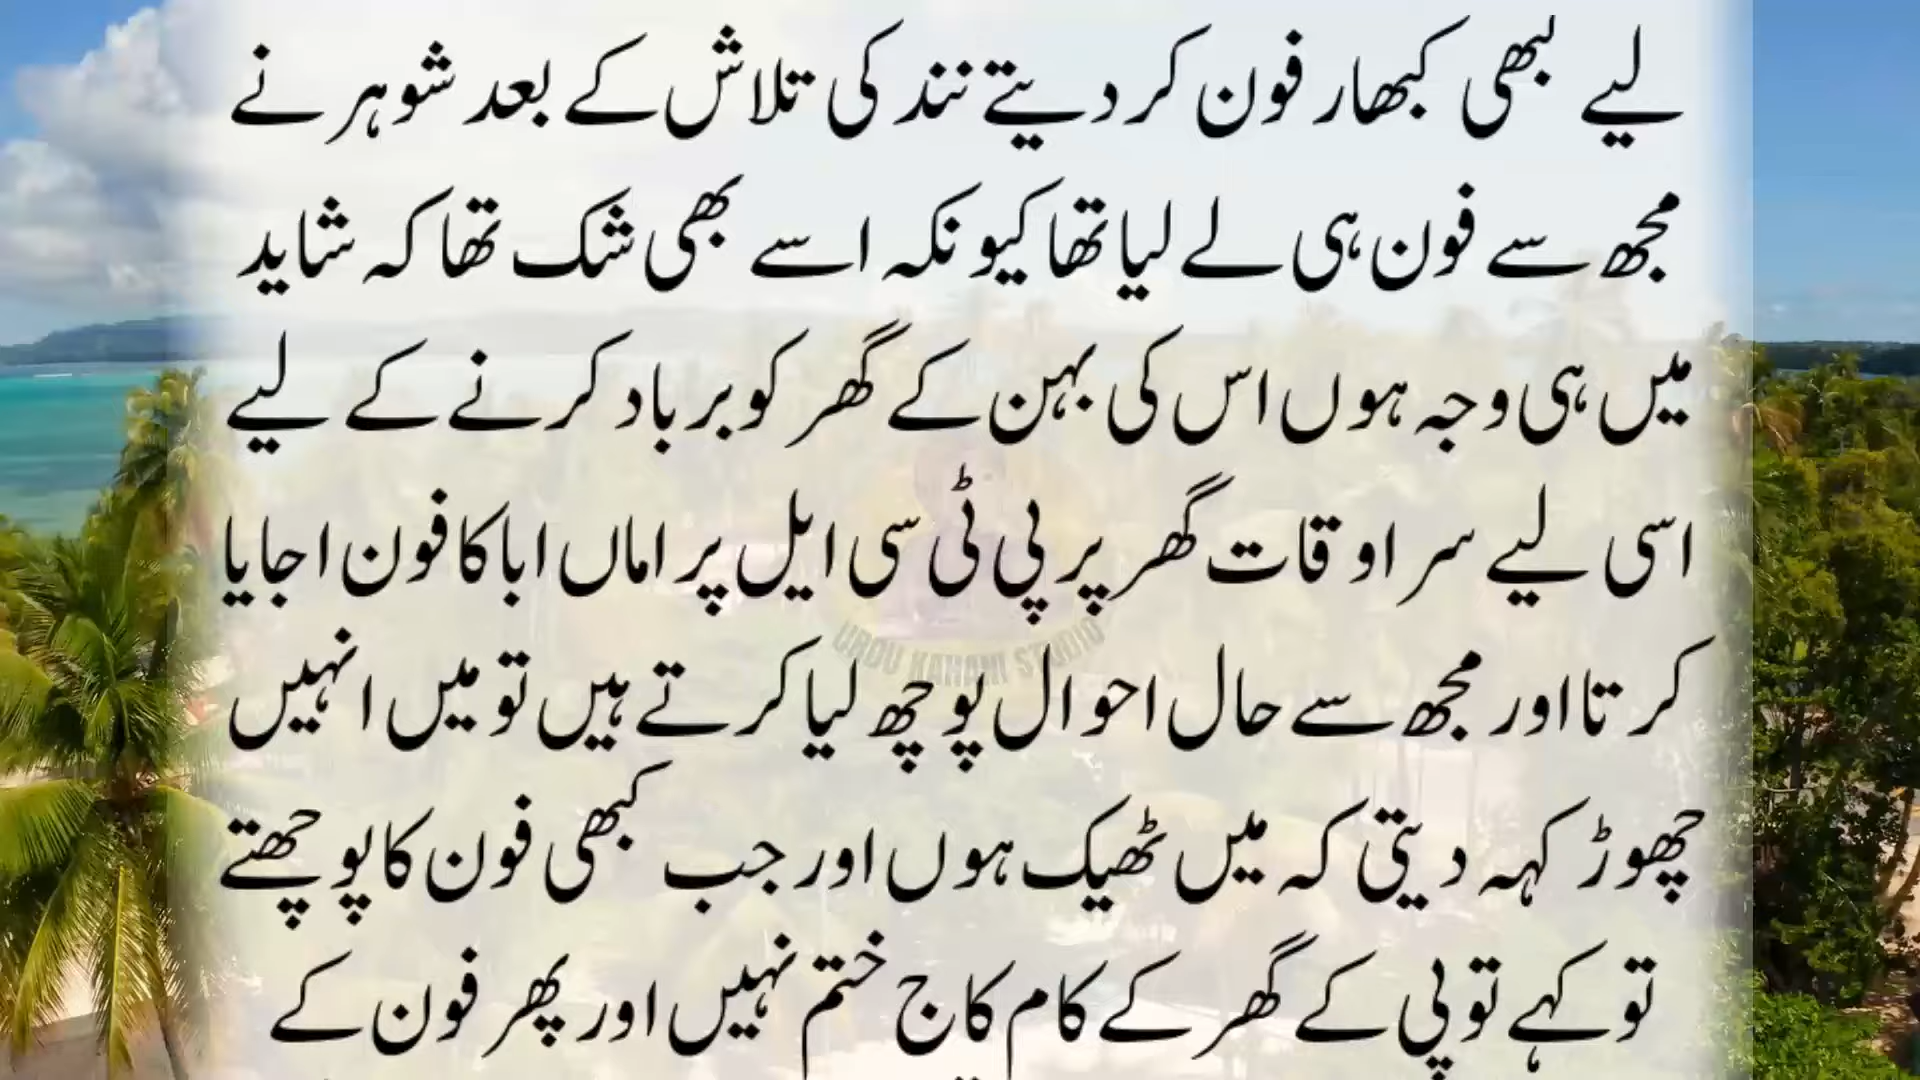 لیے کبھی کبھار فون کر دیتے نند کی تلاش کے بعد شوہر نے
مجھ سے فون ہی لے لیا تھا کیونکہ اسے بھی شک تھا کہ شاید
میں ہی وجہ ہوں اس کی بہن کے گھر کو برباد کرنے کے لیے
اسی لیے سر اوقات گھر پر پی ٹی سی ایل پر اماں ابا کا فون اجایا
کرتا اور مجھ سے حال احوال پوچھ لیا کرتے ہیں تو میں انہیں
چھوڑ کہہ دیتی کہ میں ٹھیک ہوں اور جب کبھی فون کا پوچھتے
تو کہے تو پی کے گھر کے کام کاج ختم نہیں اور پھر فون کے
URDU KAHANI STUDIO